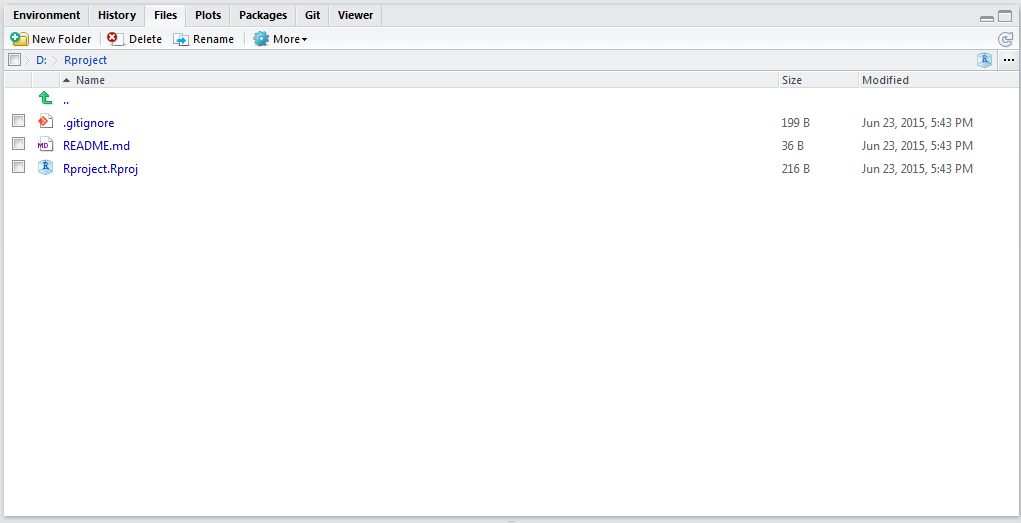 Environment History Files Plots Packages Git Viewer
New Folder Delete Rename More
D: Rproject
Name Size Modified
..
.gitignore 199 B Jun 23, 2015, 5:43 PM
MD README.md 36 B Jun 23, 2015, 5:43 PM
R Rproject.Rproj 216 B Jun 23, 2015, 5:43 PM